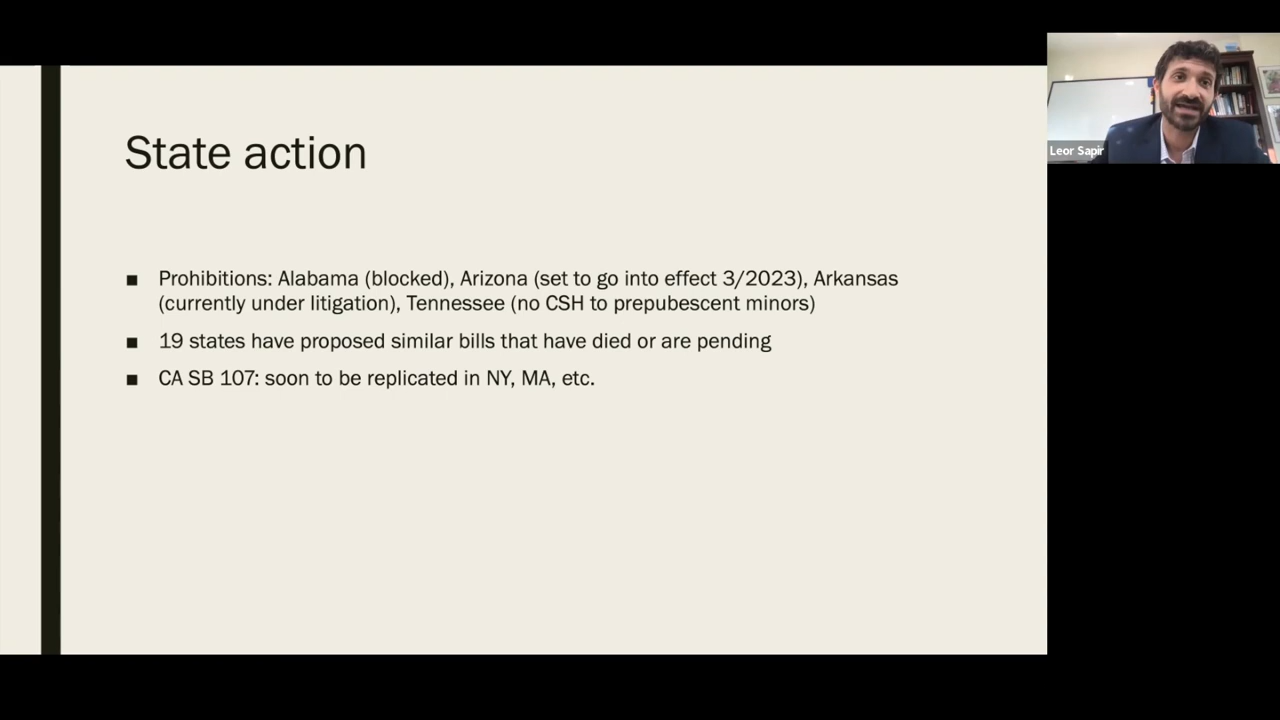 State action
■ Prohibitions: Alabama (blocked), Arizona (set to go into effect 3/2023), Arkansas
(currently under litigation), Tennessee (no CSH to prepubescent minors)
■ 19 states have proposed similar bills that have died or are pending
■ CA SB 107: soon to be replicated in NY, MA, etc.
Leor Sapir